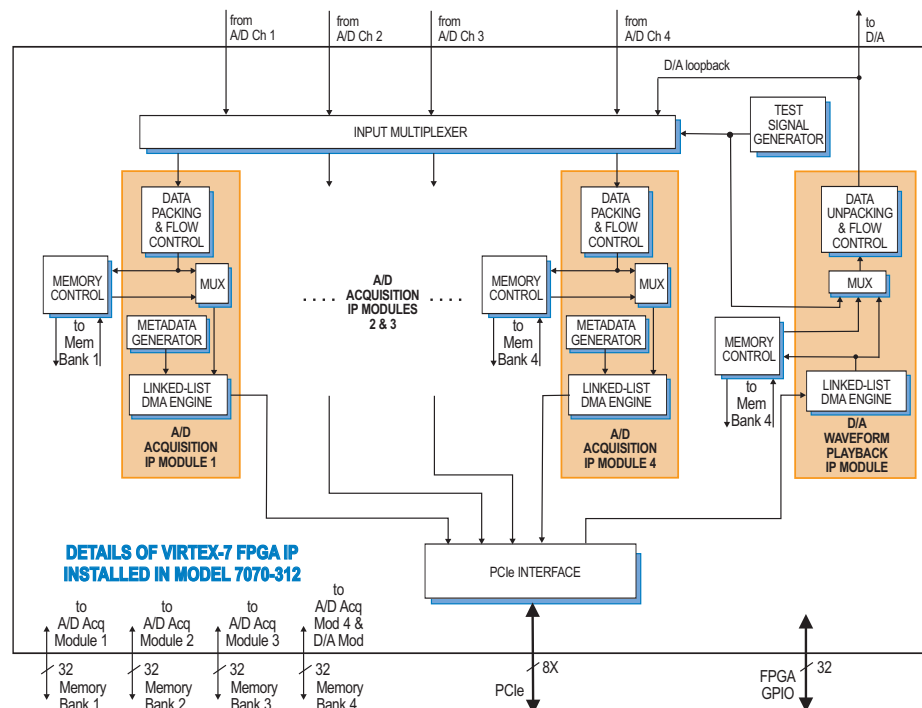 from
A/D Ch 1
from
A/D Ch 2
from
A/D Ch 3
from
A/D Ch 4
to
D/A
D/A loopback
INPUT MULTIPLEXER
TEST
SIGNAL
GENERATOR
DATA
PACKING
& FLOW
CONTROL
MEMORY
CONTROL
MUX
to
Mem
Bank 1
METADATA
GENERATOR
LINKED-LIST
DMA ENGINE
A/D
ACQUISITION
IP MODULE 1
. . . .
A/D
ACQUISITION
IP MODULES
2 & 3
. . . .
DATA
PACKING
& FLOW
CONTROL
MEMORY
CONTROL
MUX
to
Mem
Bank 4
METADATA
GENERATOR
LINKED-LIST
DMA ENGINE
A/D
ACQUISITION
IP MODULE 4
DATA
UNPACKING
& FLOW
CONTROL
MUX
MEMORY
CONTROL
to
Mem
Bank 4
LINKED-LIST
DMA ENGINE
D/A
WAVEFORM
PLAYBACK
IP MODULE
DETAILS OF VIRTEX-7 FPGA IP
INSTALLED IN MODEL 7070-312
PCIe INTERFACE
to
A/D Acq
Module 1
to
A/D Acq
Module 2
to
A/D Acq
Module 3
to
A/D Acq
Mod 4 &
D/A Mod
32
Memory
Bank 1
32
Memory
Bank 2
32
Memory
Bank 3
32
Memory
Bank 4
8X
PCIe
32
FPGA
GPIO